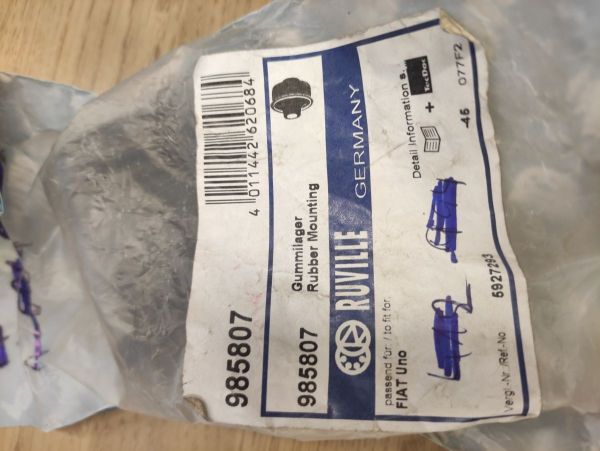 985807
4 011442 620684
985807
Gummilager
Rubber Mounting
RUVILLE
GERMANY
passend für / to fit for
FIAT Uno
Detail Information s.
+ TecDoc
Vergl.-Nr./Ref.-No.
5927293
-45
077F2